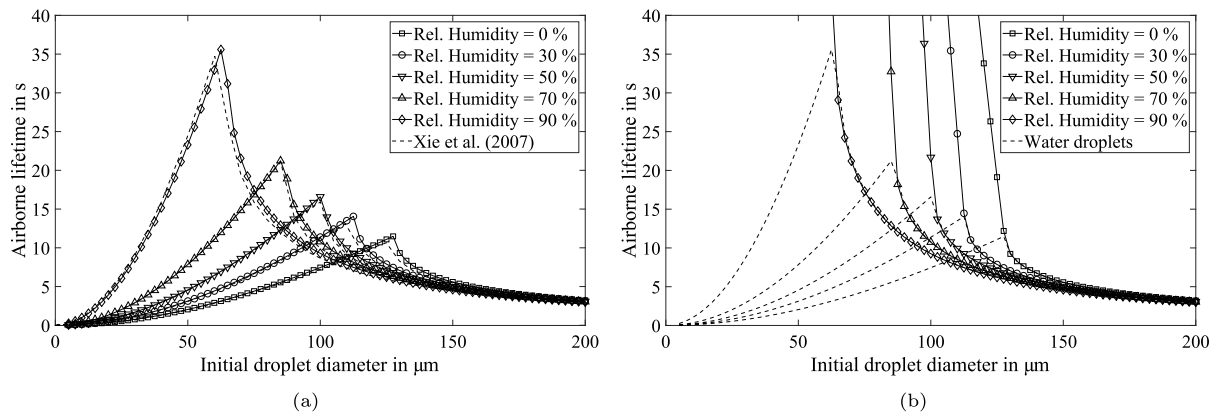 40
35
30
25
20
15
10
5
0
Airborne lifetime in s
Rel. Humidity = 0 %
Rel. Humidity = 30 %
Rel. Humidity = 50 %
Rel. Humidity = 70 %
Rel. Humidity = 90 %
Xie et al. (2007)
0 50 100 150 200
Initial droplet diameter in μm
(a)
40
35
30
25
20
15
10
5
0
Airborne lifetime in s
Rel. Humidity = 0 %
Rel. Humidity = 30 %
Rel. Humidity = 50 %
Rel. Humidity = 70 %
Rel. Humidity = 90 %
Water droplets
0 50 100 150 200
Initial droplet diameter in μm
(b)